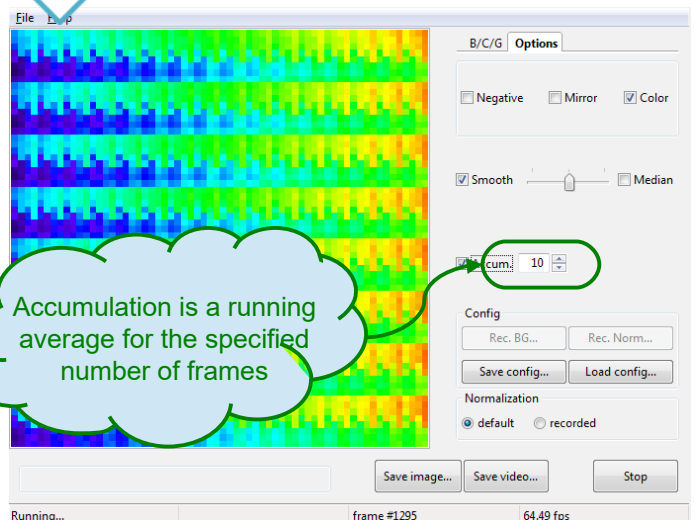 File
B/C/G Options
Negative Mirror Color
Smooth Median
cum. 10
Accumulation is a running
average for the specified
number of frames
Config
Rec. BG... Rec. Norm...
Save config... Load config...
Normalization
default recorded
Save image... Save video... Stop
Running... frame #1295 64.49 fps